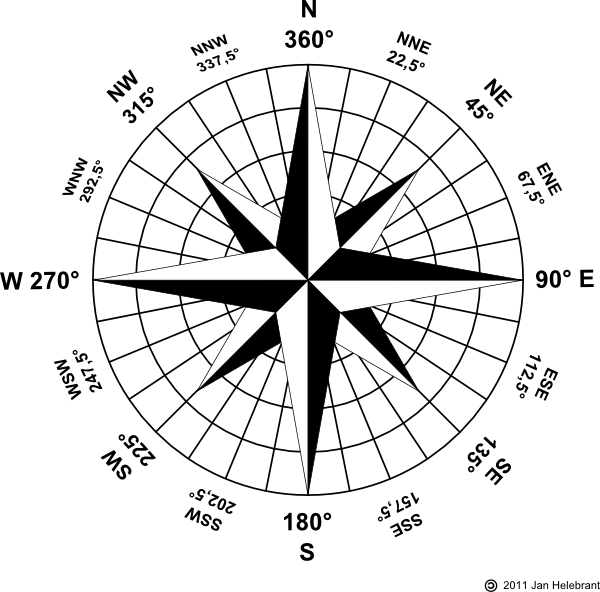 N
360°
NNE
22,5°
NE
45°
ENE
67,5°
90° E
ESE
112,5°
SE
135°
SSE
157,5°
180°
S
SSW
202,5°
SW
225°
WSW
247,5°
W 270°
WNW
292,5°
NW
315°
NNW
337,5°
© 2011 Jan Helebrant